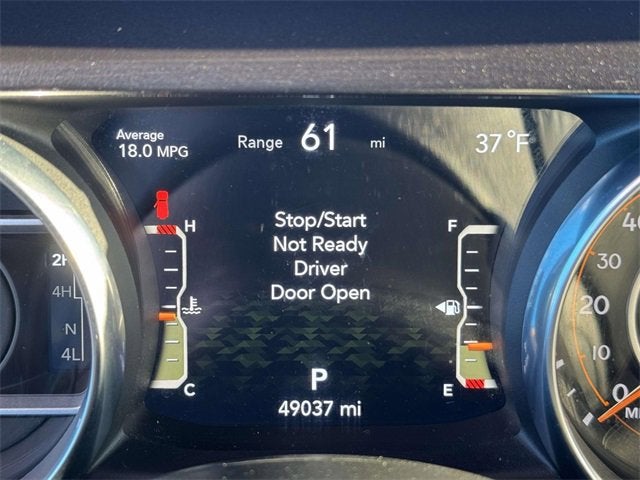 Average
18.0 MPG
Range 61 mi
37 °F
H
F
Stop/Start
Not Ready
Driver
Door Open
2H
4H
N
4L
C
E
P
49037 mi
40
30
20
10
0